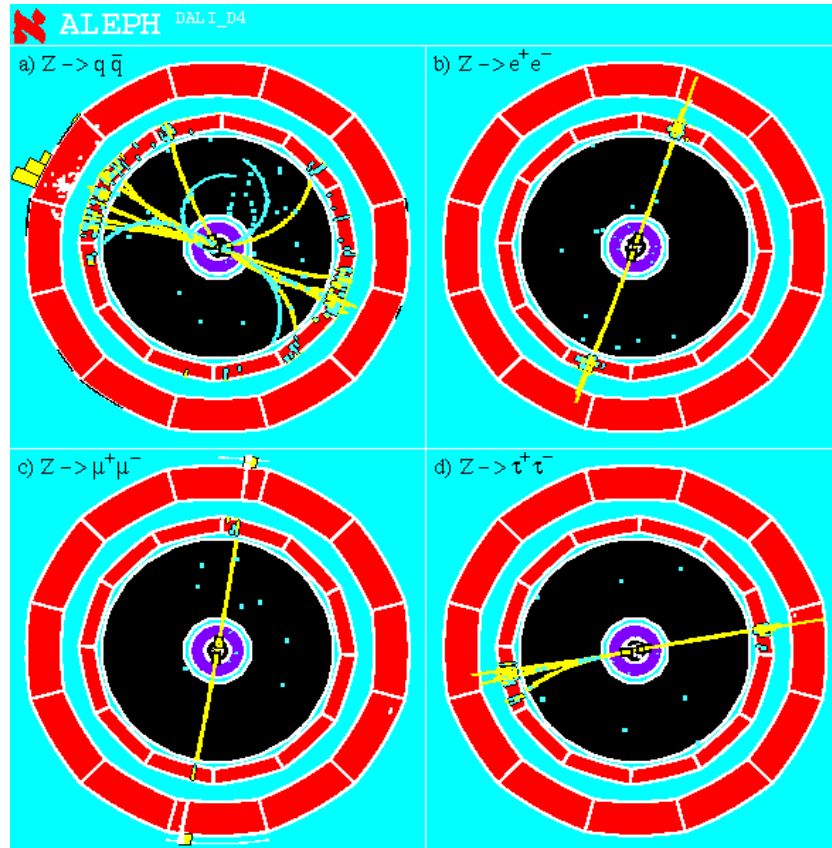 ALEPH DALI_D4
a) Z -> q q̄
b) Z -> e⁺e⁻
c) Z -> μ⁺μ⁻
d) Z -> τ⁺τ⁻